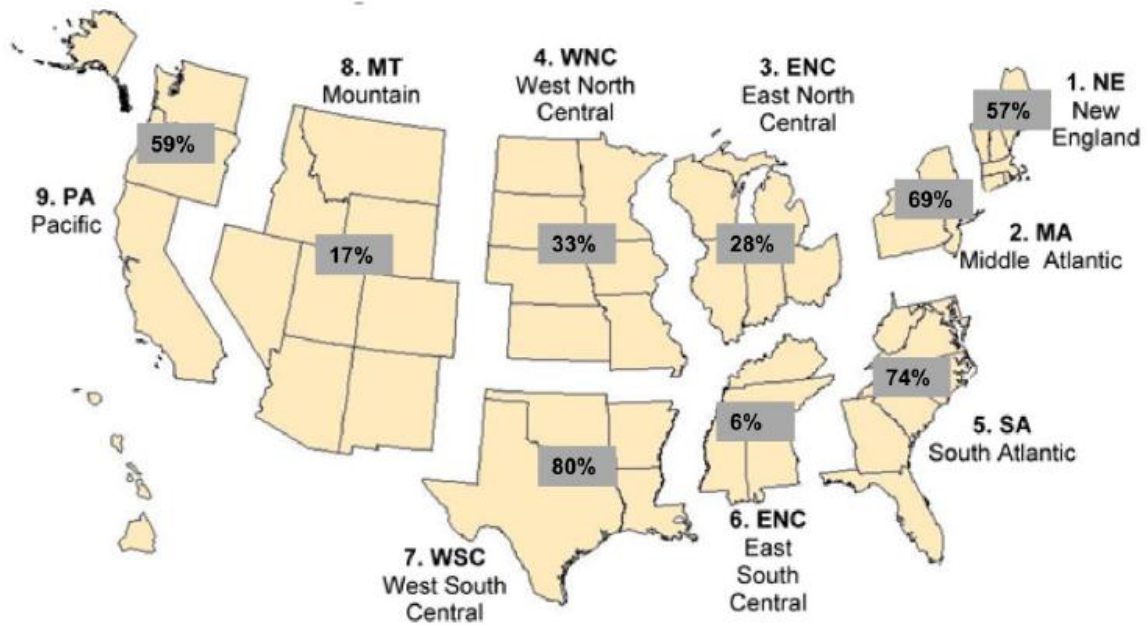 8. MT
Mountain
4. WNC
West North
Central
3. ENC
East North
Central
1. NE
New
England
57%
59%
69%
9. PA
Pacific
17%
33%
28%
2. MA
Middle Atlantic
74%
6%
5. SA
South Atlantic
80%
7. WSC
West South
Central
6. ENC
East
South
Central